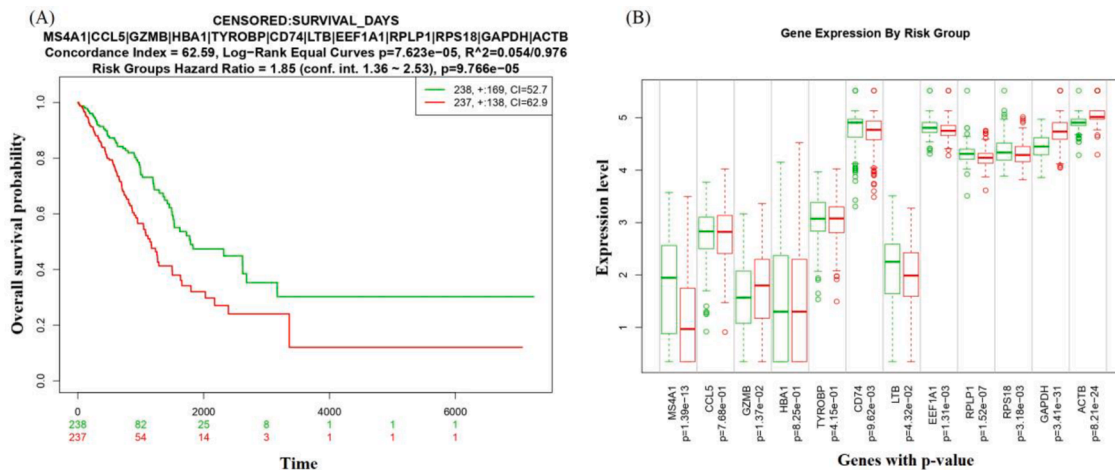 (A)
CENSORED:SURVIVAL_DAYS
MS4A1|CCL5|GZMB|HBA1|TYROBP|CD74|LTB|EEF1A1|RPLP1|RPS18|GAPDH|ACTB
Concordance Index = 62.59, Log−Rank Equal Curves p=7.623e−05, R^2=0.054/0.976
Risk Groups Hazard Ratio = 1.85 (conf. int. 1.36 ~ 2.53), p=9.766e−05
238, +:169, CI=52.7
237, +:138, CI=62.9
Overall survival probability
1.0
0.8
0.6
0.4
0.2
0.0
0 2000 4000 6000
238 82 25 8 1 1 1
237 54 14 3 1 1 1
Time
(B)
Gene Expression By Risk Group
Expression level
5
4
3
2
1
MS4A1
p=1.39e−13
CCL5
p=7.68e−01
GZMB
p=1.37e−02
HBA1
p=8.25e−01
TYROBP
p=4.15e−01
CD74
p=9.62e−03
LTB
p=4.32e−02
EEF1A1
p=1.31e−03
RPLP1
p=1.52e−07
RPS18
p=3.18e−03
GAPDH
p=3.41e−31
ACTB
p=8.21e−24
Genes with p-value